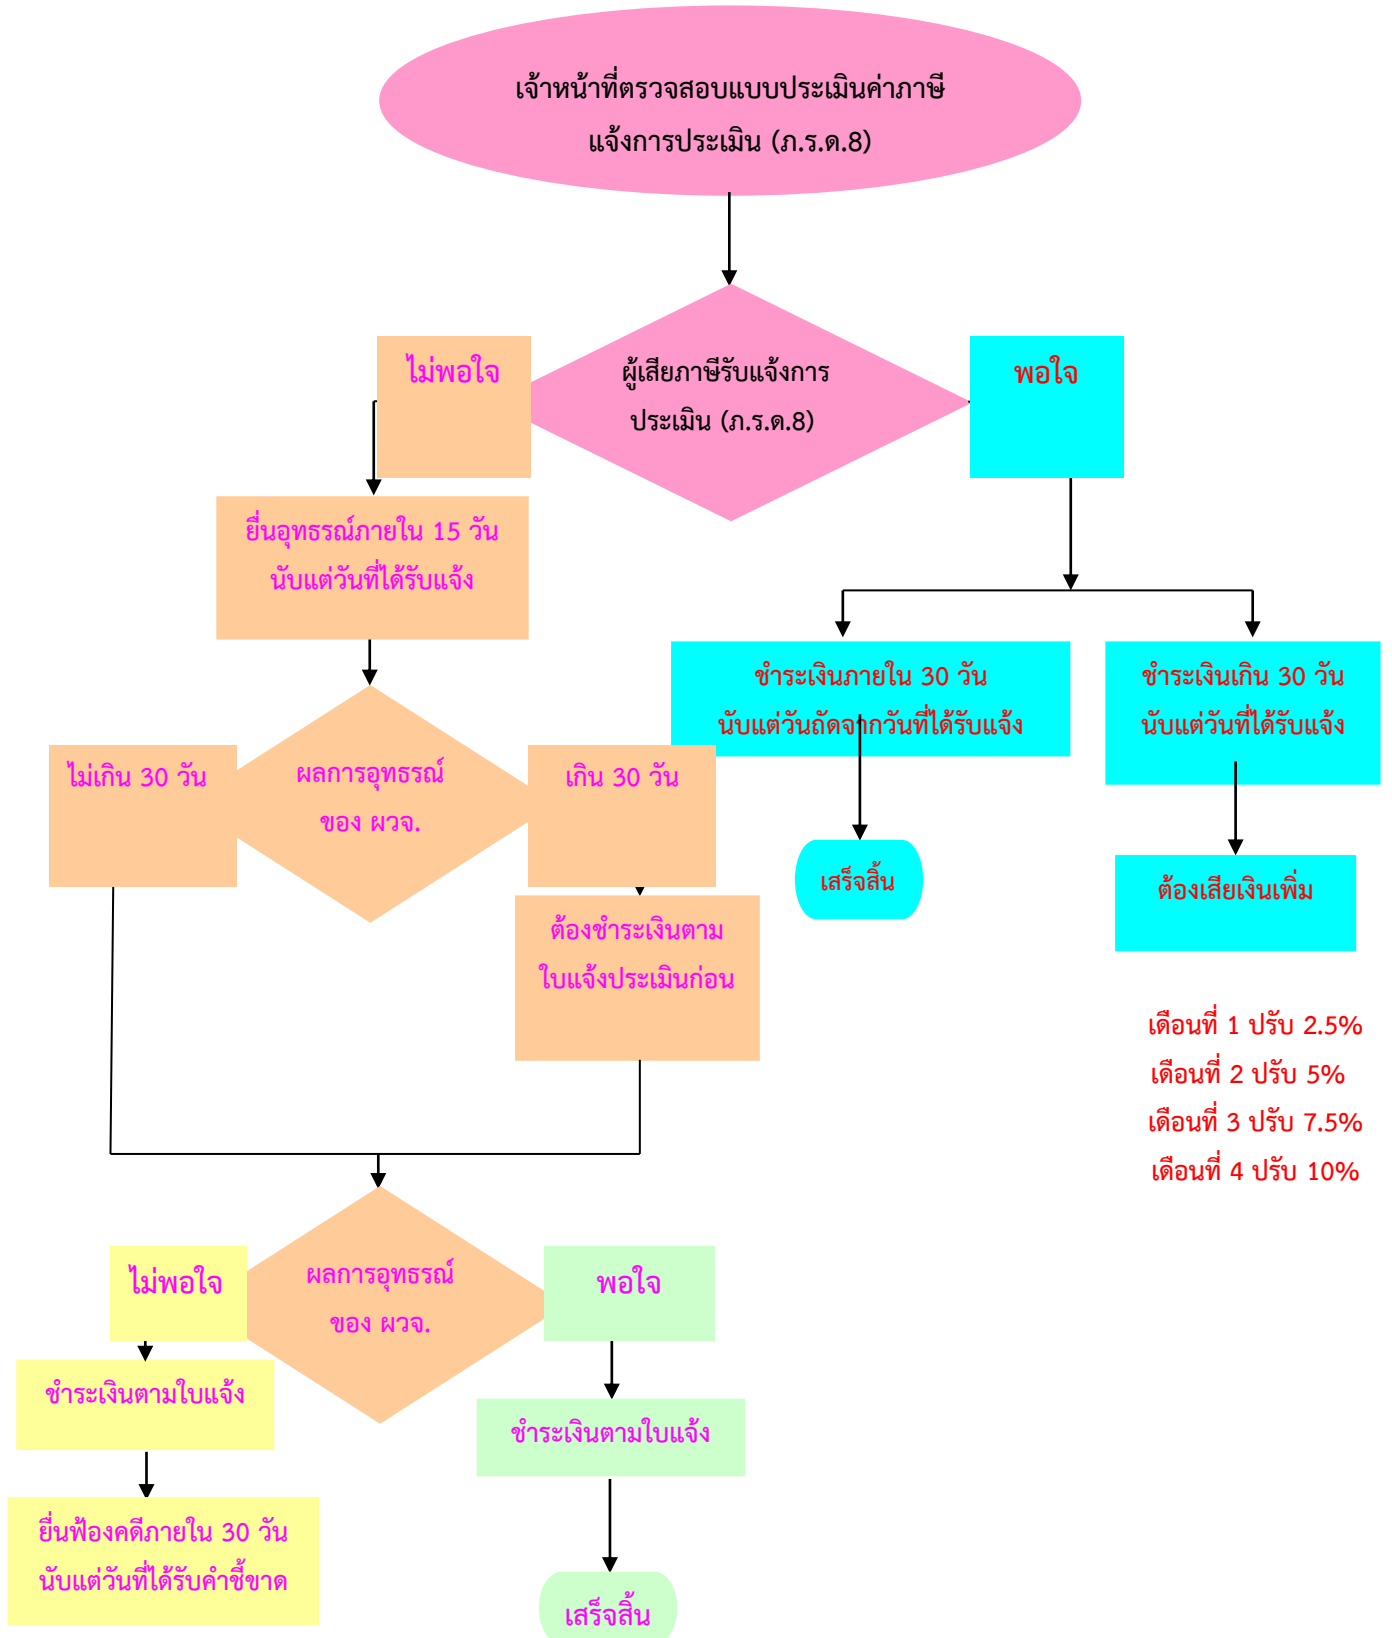 เจ้าหน้าที่ตรวจสอบแบบประเมินค่าภาษี
แจ้งการประเมิน (ภ.ร.ด.8)
ไม่พอใจ
ผู้เสียภาษีรับแจ้งการ
ประเมิน (ภ.ร.ด.8)
พอใจ
ยื่นอุทธรณ์ภายใน 15 วัน
นับแต่วันที่ได้รับแจ้ง
ชำระเงินภายใน 30 วัน
นับแต่วันถัดจากวันที่ได้รับแจ้ง
ชำระเงินเกิน 30 วัน
นับแต่วันที่ได้รับแจ้ง
ไม่เกิน 30 วัน
ผลการอุทธรณ์
ของ ผวจ.
เกิน 30 วัน
เสร็จสิ้น
ต้องเสียเงินเพิ่ม
ต้องชำระเงินตาม
ใบแจ้งประเมินก่อน
เดือนที่ 1 ปรับ 2.5%
เดือนที่ 2 ปรับ 5%
เดือนที่ 3 ปรับ 7.5%
เดือนที่ 4 ปรับ 10%
ไม่พอใจ
ผลการอุทธรณ์
ของ ผวจ.
พอใจ
ชำระเงินตามใบแจ้ง
ชำระเงินตามใบแจ้ง
ยื่นฟ้องคดีภายใน 30 วัน
นับแต่วันที่ได้รับคำชี้ขาด
เสร็จสิ้น